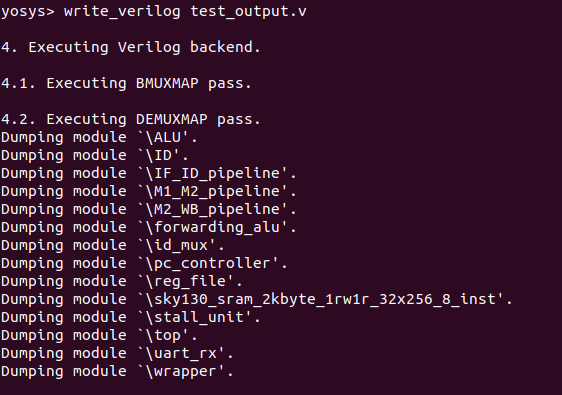 yosys> write_verilog test_output.v
4. Executing Verilog backend.
4.1. Executing BMUXMAP pass.
4.2. Executing DEMUXMAP pass.
Dumping module `\ALU'.
Dumping module `\ID'.
Dumping module `\IF_ID_pipeline'.
Dumping module `\M1_M2_pipeline'.
Dumping module `\M2_WB_pipeline'.
Dumping module `\forwarding_alu'.
Dumping module `\id_mux'.
Dumping module `\pc_controller'.
Dumping module `\reg_file'.
Dumping module `\sky130_sram_2kbyte_1rw1r_32x256_8_inst'.
Dumping module `\stall_unit'.
Dumping module `\top'.
Dumping module `\uart_rx'.
Dumping module `\wrapper'.